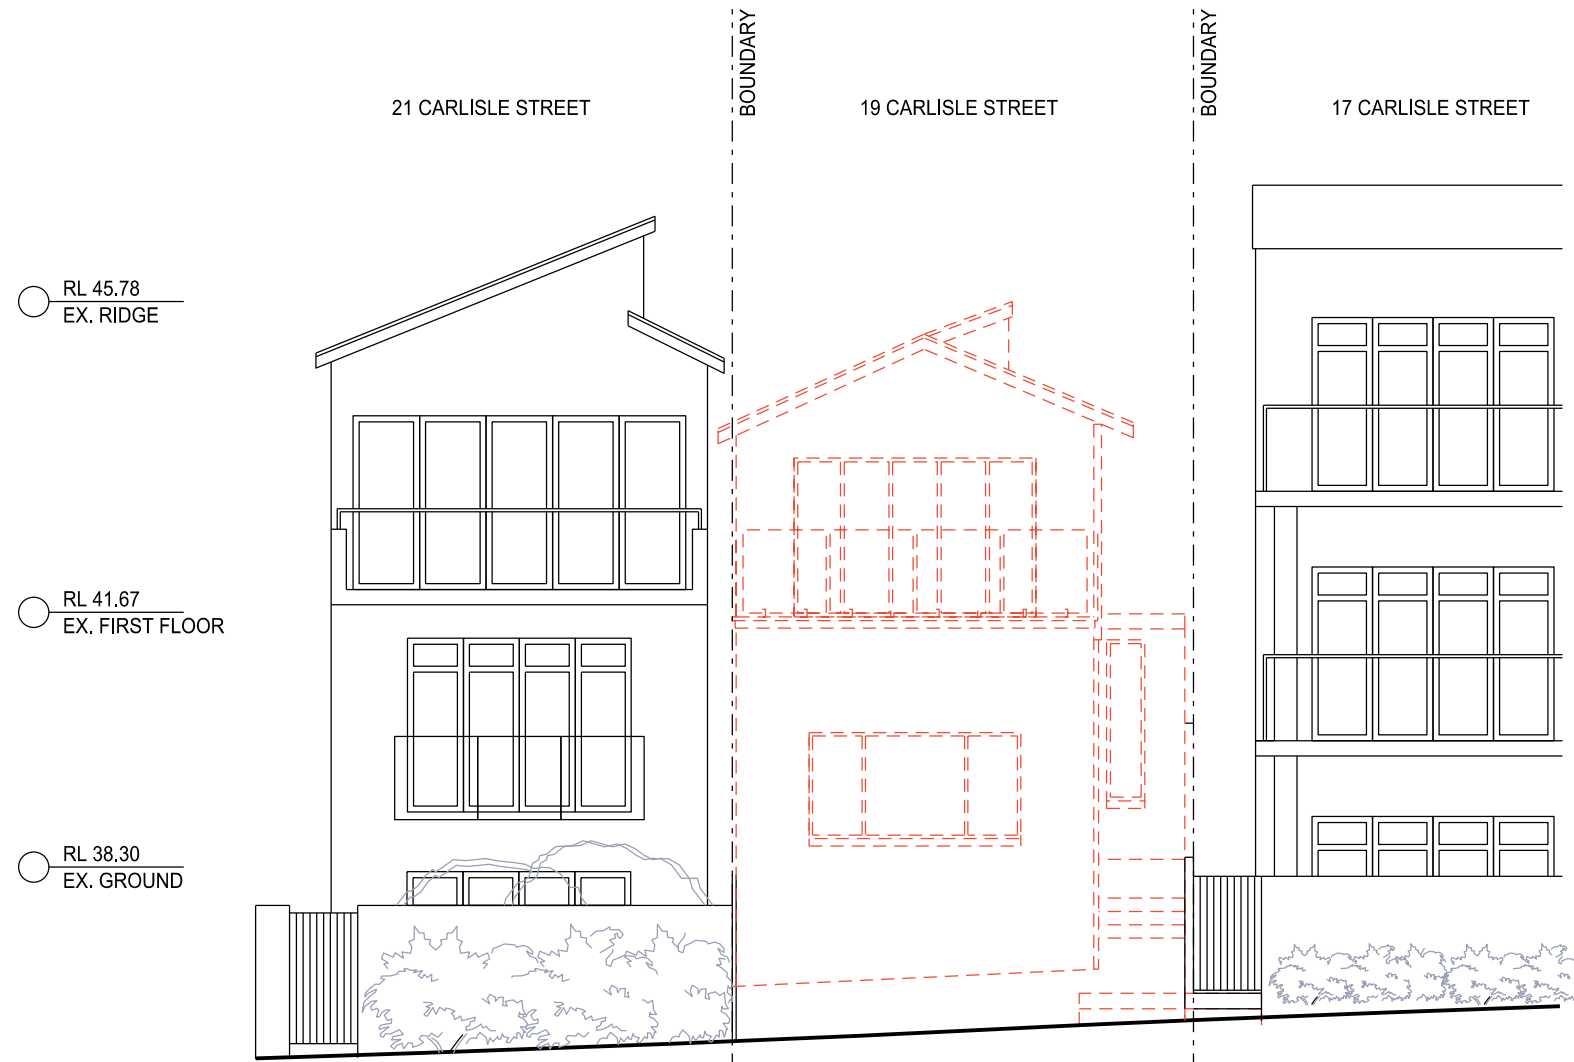 BOUNDARY
BOUNDARY
21 CARLISLE STREET
19 CARLISLE STREET
17 CARLISLE STREET
RL 45.78
EX. RIDGE
RL 41.67
EX. FIRST FLOOR
RL 38.30
EX. GROUND